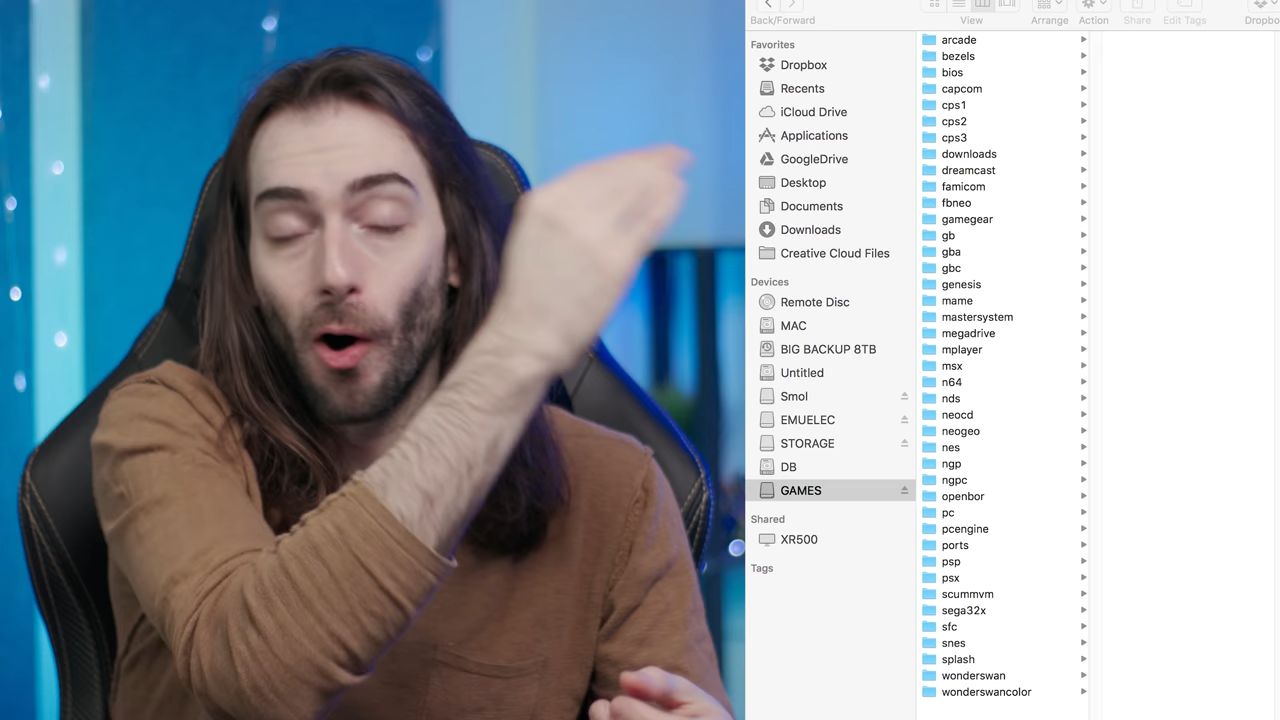 Back/Forward
View
Arrange
Action
Share
Edit Tags
Dropbo
Favorites
Dropbox
Recents
iCloud Drive
Applications
GoogleDrive
Desktop
Documents
Downloads
Creative Cloud Files
Devices
Remote Disc
MAC
BIG BACKUP 8TB
Untitled
Smol
EMUELEC
STORAGE
DB
GAMES
Shared
XR500
Tags
arcade
bezels
bios
capcom
cps1
cps2
cps3
downloads
dreamcast
famicom
fbneo
gamegear
gb
gba
gbc
genesis
mame
mastersystem
megadrive
mplayer
msx
n64
nds
neocd
neogeo
nes
ngp
ngpc
openbor
pc
pcengine
ports
psp
psx
scummvm
sega32x
sfc
snes
splash
wonderswan
wonderswancolor